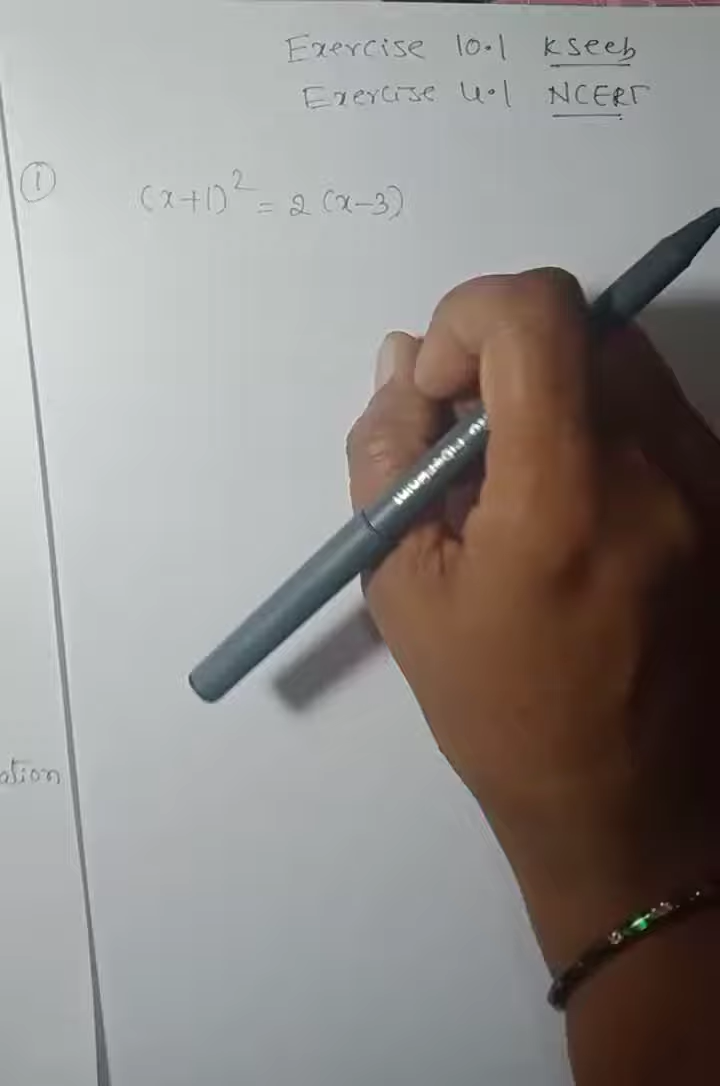 Exercise 10.1 KSeeb
Exercise 4.1 NCERT
① (x+1)² = 2 (x-3)
ation